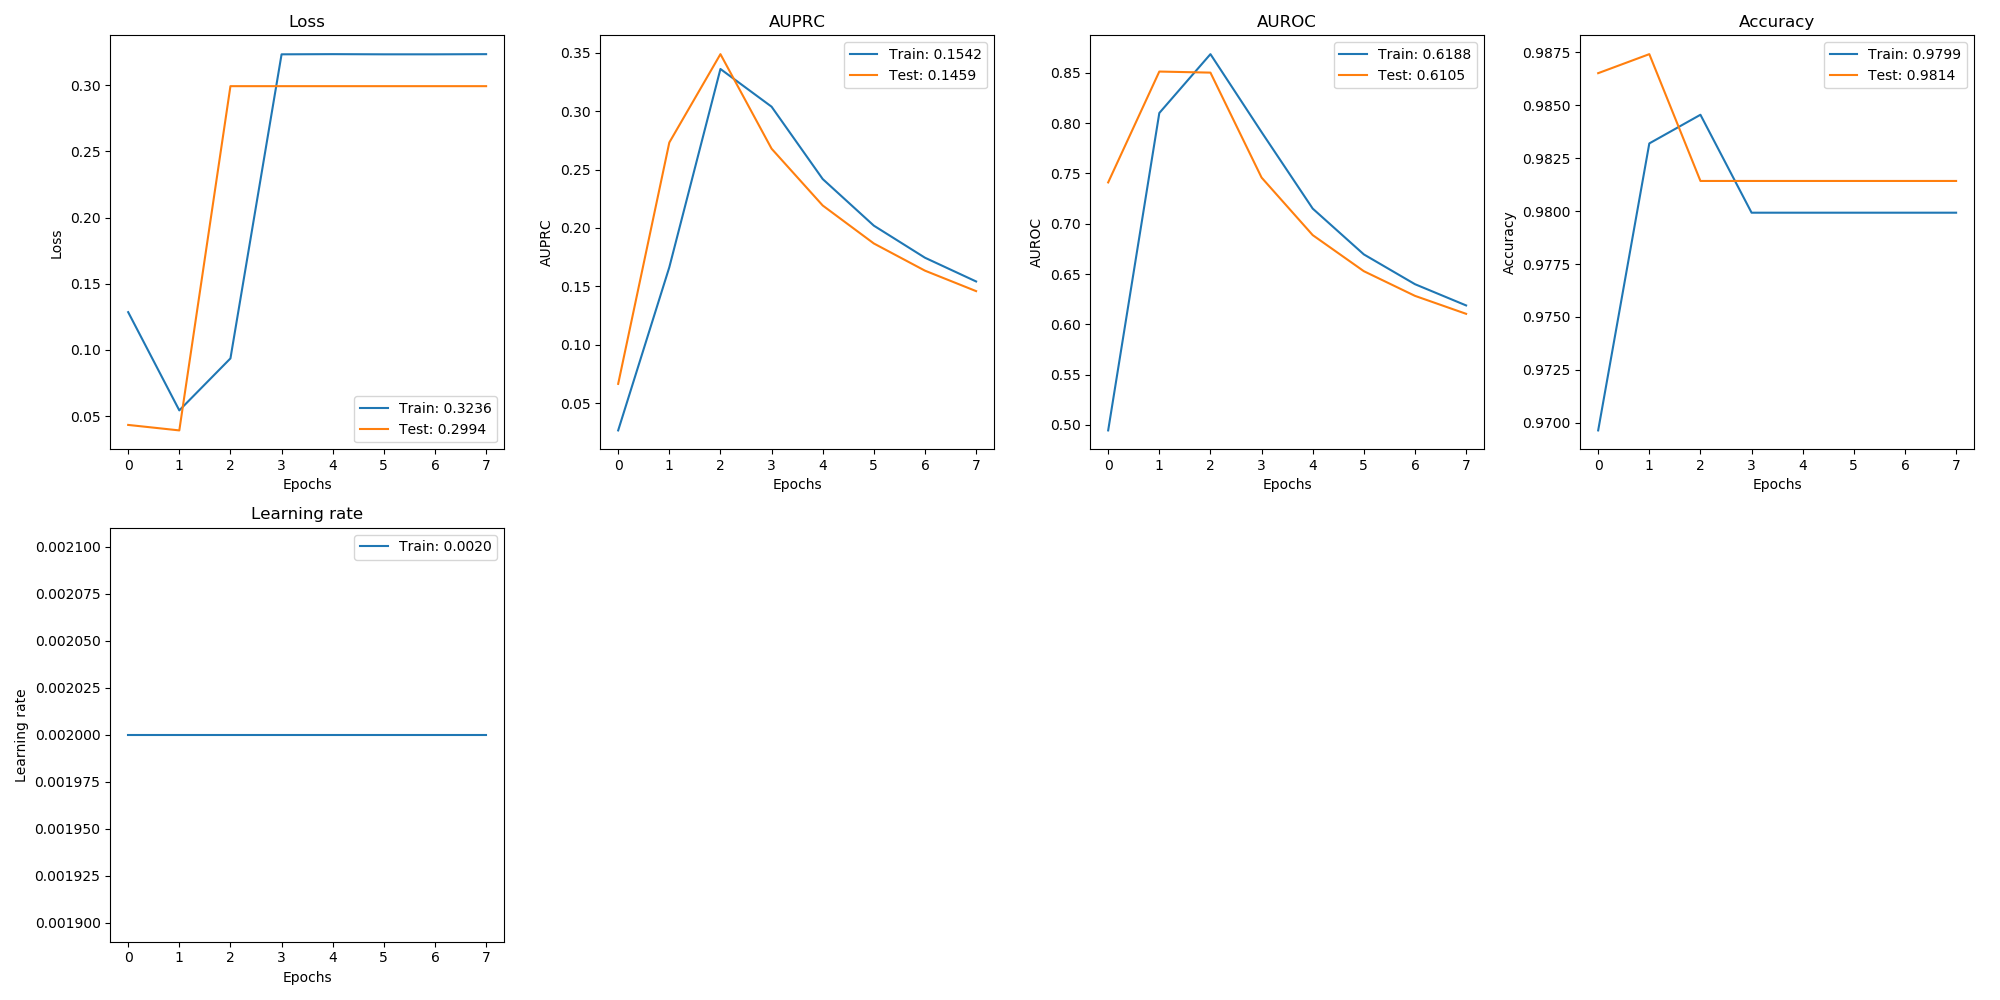 Loss
Loss
0.30
0.25
0.20
0.15
0.10
0.05
Train: 0.3236
Test: 0.2994
0 1 2 3 4 5 6 7
Epochs
AUPRC
AUPRC
0.35
0.30
0.25
0.20
0.15
0.10
0.05
Train: 0.1542
Test: 0.1459
0 1 2 3 4 5 6 7
Epochs
AUROC
AUROC
0.85
0.80
0.75
0.70
0.65
0.60
0.55
0.50
Train: 0.6188
Test: 0.6105
0 1 2 3 4 5 6 7
Epochs
Accuracy
Accuracy
0.9875
0.9850
0.9825
0.9800
0.9775
0.9750
0.9725
0.9700
Train: 0.9799
Test: 0.9814
0 1 2 3 4 5 6 7
Epochs
Learning rate
Learning rate
0.002100
0.002075
0.002050
0.002025
0.002000
0.001975
0.001950
0.001925
0.001900
Train: 0.0020
0 1 2 3 4 5 6 7
Epochs